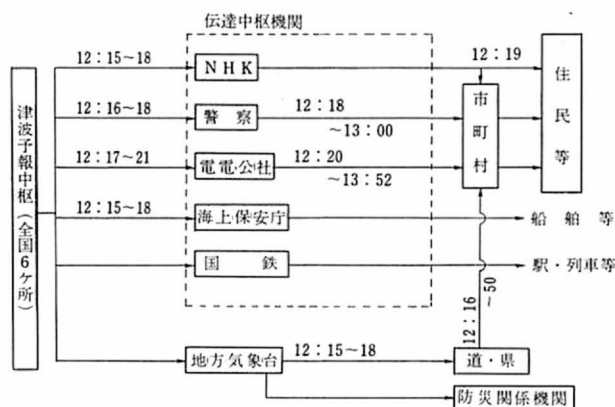 伝達中枢機関
津波予報中枢(全国6ケ所)
12:15~18
NHK
12:19
住民等
市町村
12:16~18
警察
12:18
~13:00
12:17~21
電電公社
12:20
~13:52
12:15~18
海上保安庁
船舶等
国鉄
駅・列車等
12:16
~50
地方気象台
12:15~18
道・県
防災関係機関